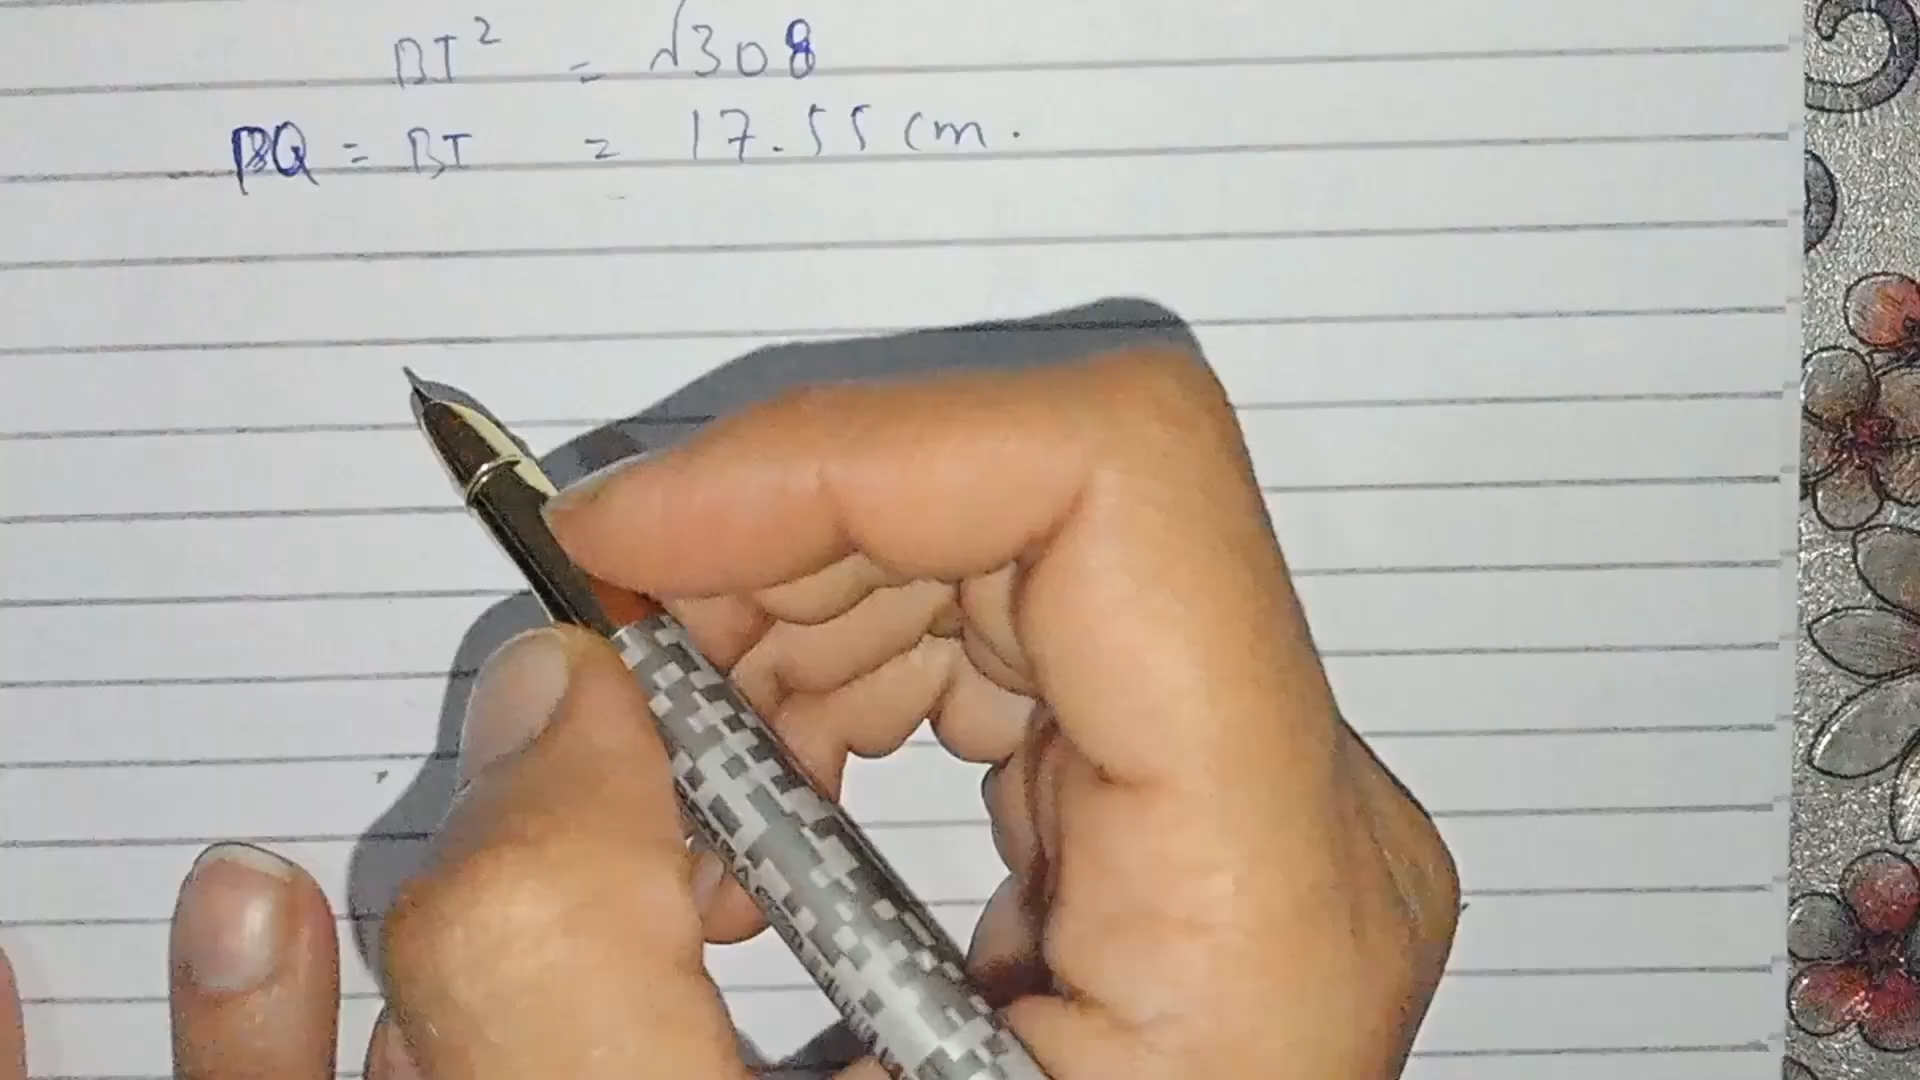 BI² = √308
BQ = BI = 17.55 cm.